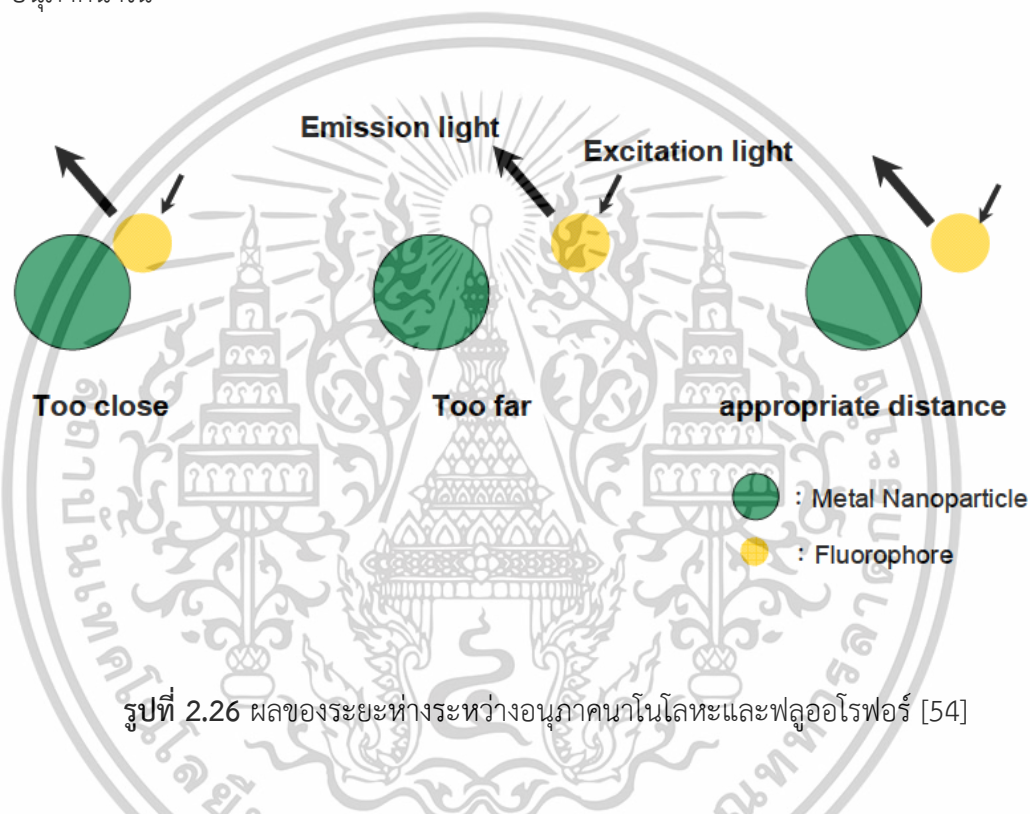 Emission light
Excitation light
Too close
Too far
appropriate distance
: Metal Nanoparticle
: Fluorophore
รูปที่ 2.26 ผลของระยะห่างระหว่างอนุภาคนาโนโลหะและฟลูออโรฟอร์ [54]